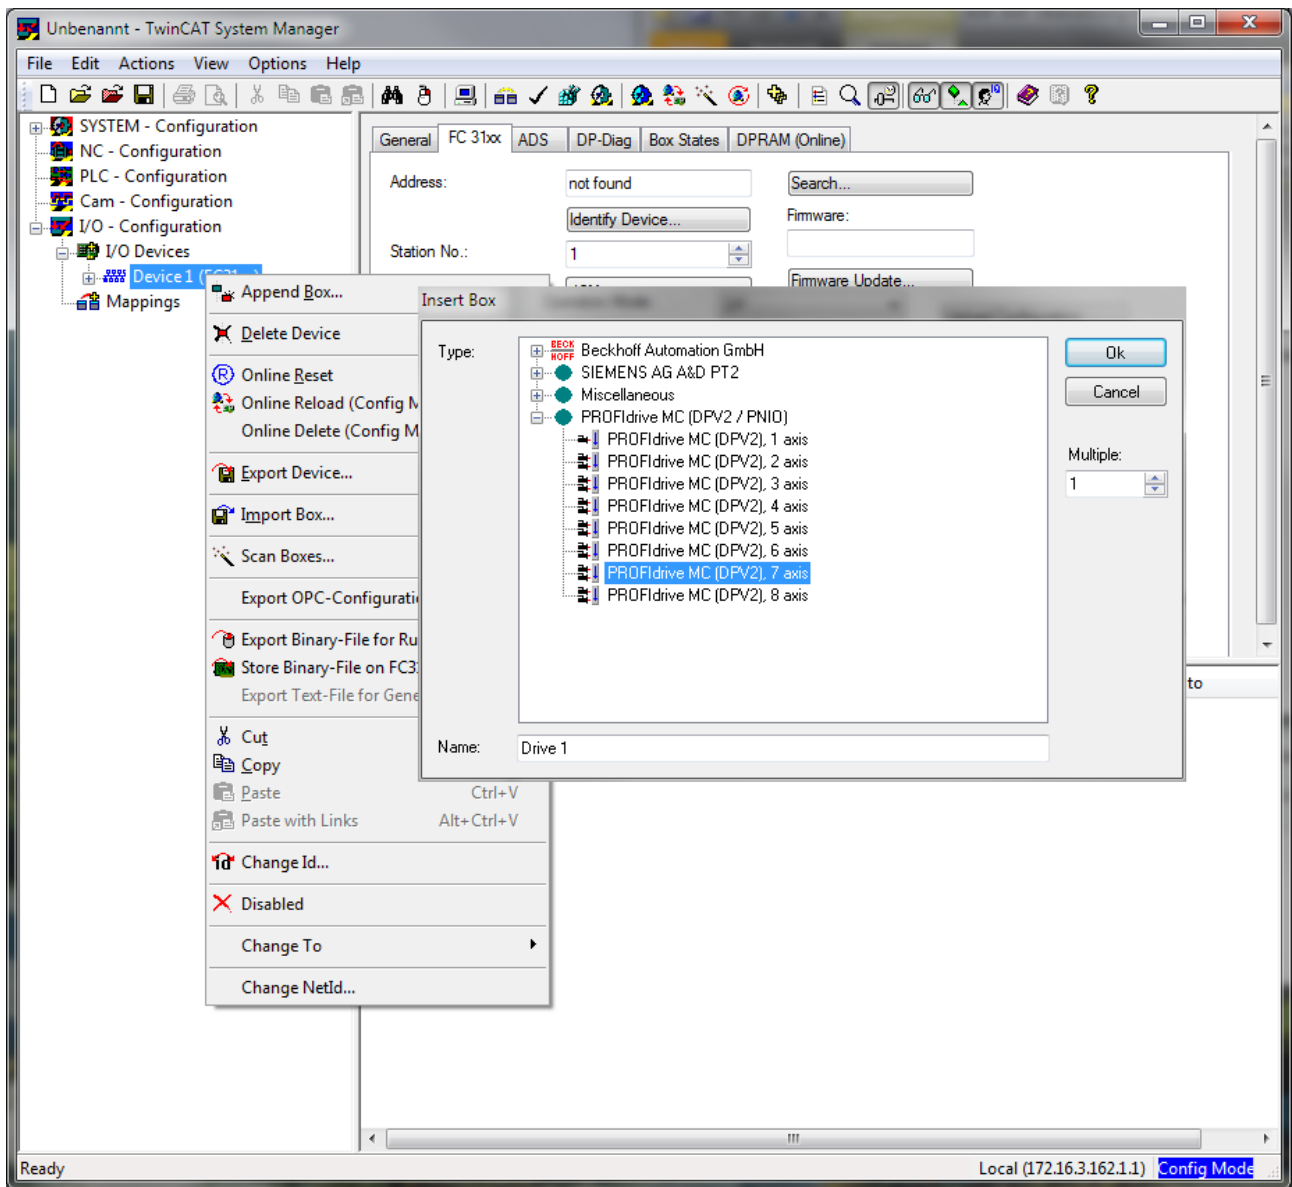 Unbenannt - TwinCAT System Manager
File Edit Actions View Options Help
SYSTEM - Configuration
NC - Configuration
PLC - Configuration
Cam - Configuration
I/O - Configuration
I/O Devices
Device 1
Mappings
General FC 31xx ADS DP-Diag Box States DPRAM (Online)
Address: not found Search...
Identify Device... Firmware:
Station No.: 1
Firmware Update...
Append Box...
Delete Device
Online Reset
Online Reload (Config M
Online Delete (Config M
Export Device...
Import Box...
Scan Boxes...
Export OPC-Configurati
Export Binary-File for Ru
Store Binary-File on FC3
Export Text-File for Gene
Cut
Copy
Paste Ctrl+V
Paste with Links Alt+Ctrl+V
Change Id...
Disabled
Change To
Change NetId...
Insert Box
Type:
BECKHOFF Beckhoff Automation GmbH
SIEMENS AG A&D PT2
Miscellaneous
PROFIdrive MC (DPV2 / PNIO)
PROFIdrive MC (DPV2), 1 axis
PROFIdrive MC (DPV2), 2 axis
PROFIdrive MC (DPV2), 3 axis
PROFIdrive MC (DPV2), 4 axis
PROFIdrive MC (DPV2), 5 axis
PROFIdrive MC (DPV2), 6 axis
PROFIdrive MC (DPV2), 7 axis
PROFIdrive MC (DPV2), 8 axis
Ok
Cancel
Multiple:
1
Name: Drive 1
to
Ready Local (172.16.3.162.1.1) Config Mode